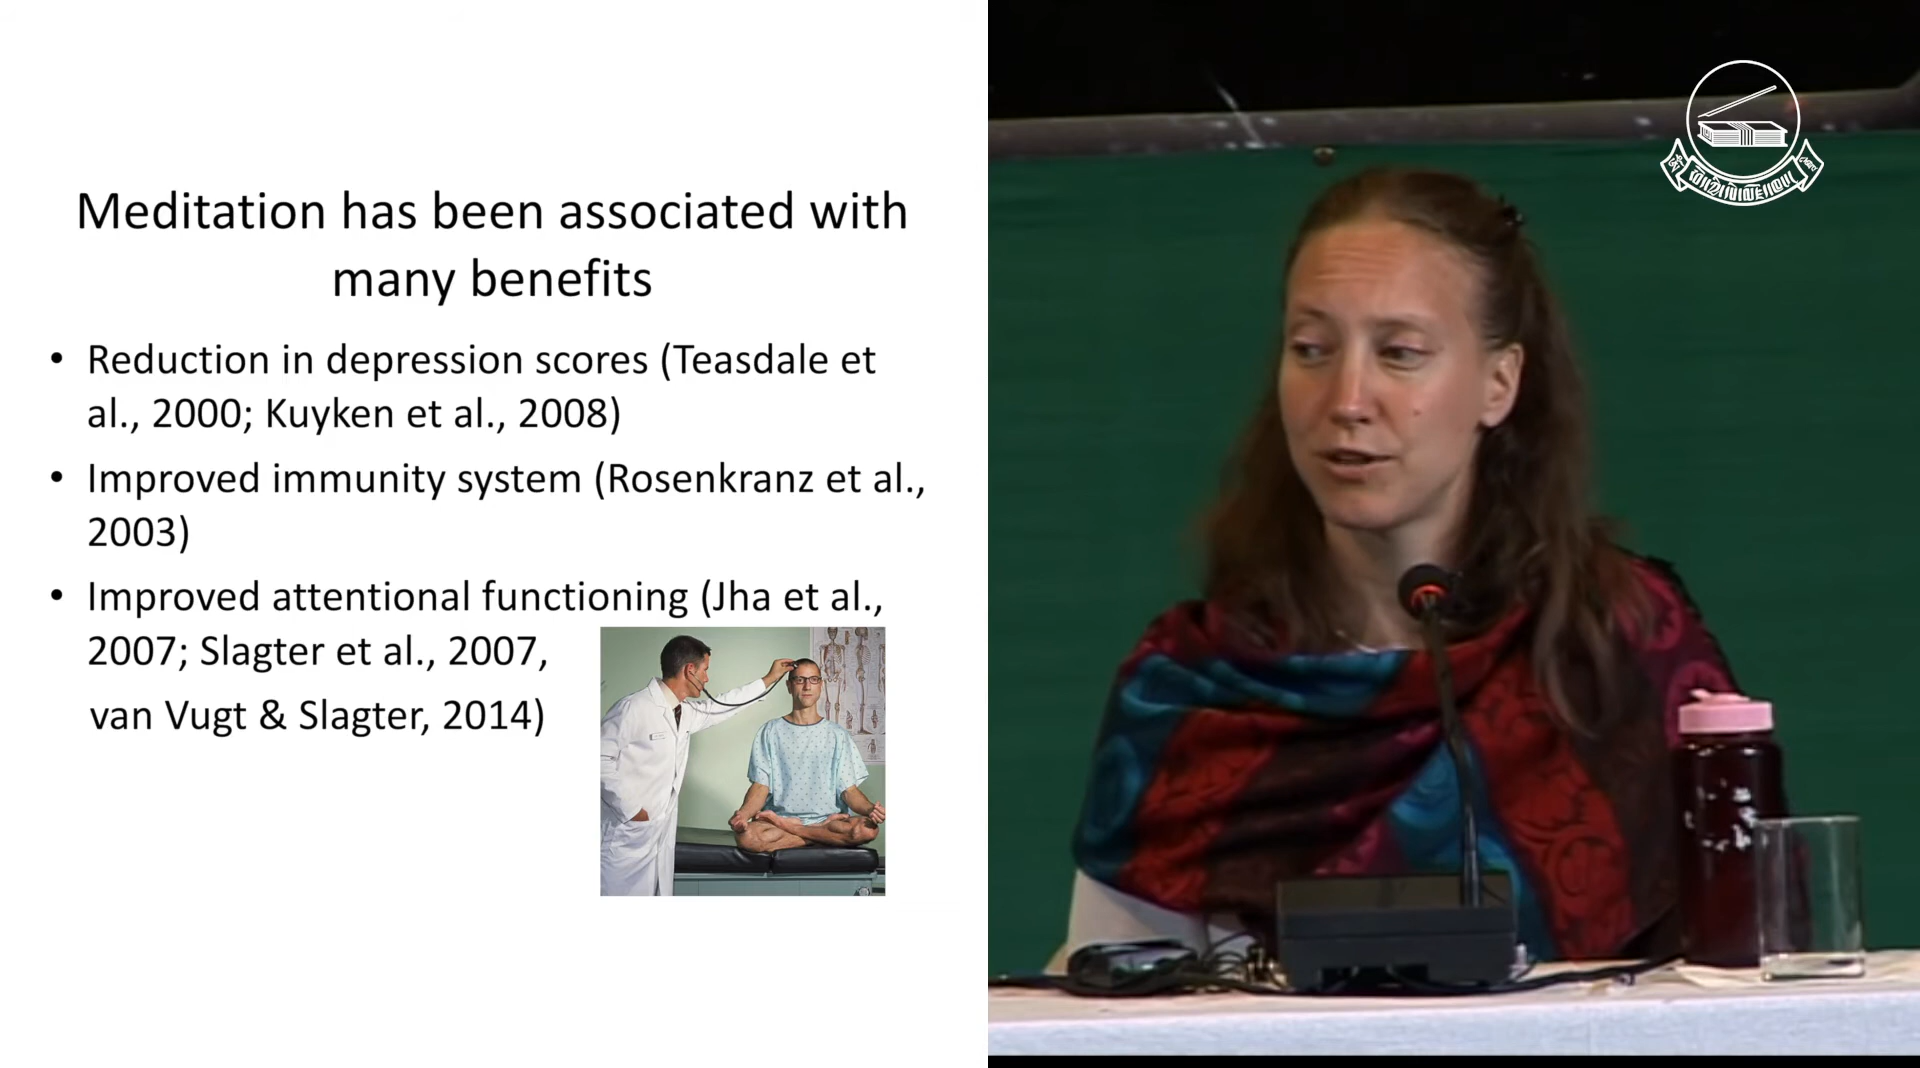 Meditation has been associated with
many benefits
• Reduction in depression scores (Teasdale et
al., 2000; Kuyken et al., 2008)
• Improved immunity system (Rosenkranz et al.,
2003)
• Improved attentional functioning (Jha et al.,
2007; Slagter et al., 2007,
van Vugt & Slagter, 2014)